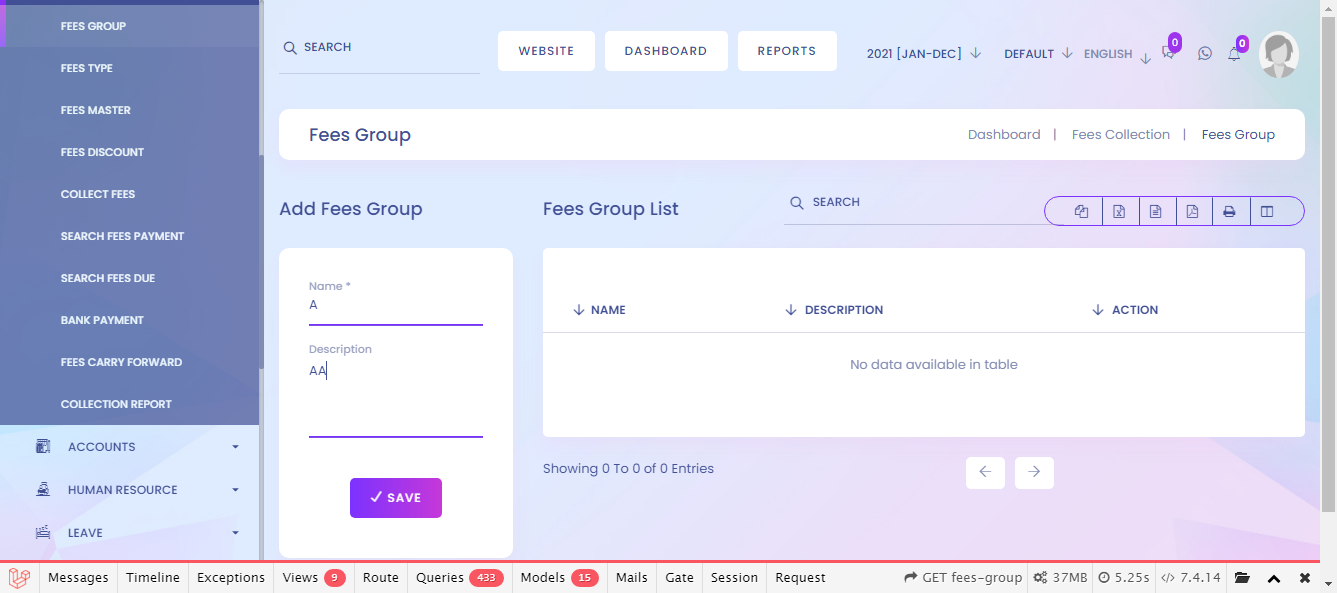 FEES GROUP
FEES TYPE
FEES MASTER
FEES DISCOUNT
COLLECT FEES
SEARCH FEES PAYMENT
SEARCH FEES DUE
BANK PAYMENT
FEES CARRY FORWARD
COLLECTION REPORT
ACCOUNTS
HUMAN RESOURCE
LEAVE
SEARCH WEBSITE DASHBOARD REPORTS 2021 [JAN-DEC] DEFAULT ENGLISH 0 0
Fees Group Dashboard | Fees Collection | Fees Group
Add Fees Group
Name *
A
Description
AA
SAVE
Fees Group List SEARCH
NAME DESCRIPTION ACTION
No data available in table
Showing 0 To 0 of 0 Entries
Messages Timeline Exceptions Views 9 Route Queries 433 Models 15 Mails Gate Session Request GET fees-group 37MB 5.25s 7.4.14